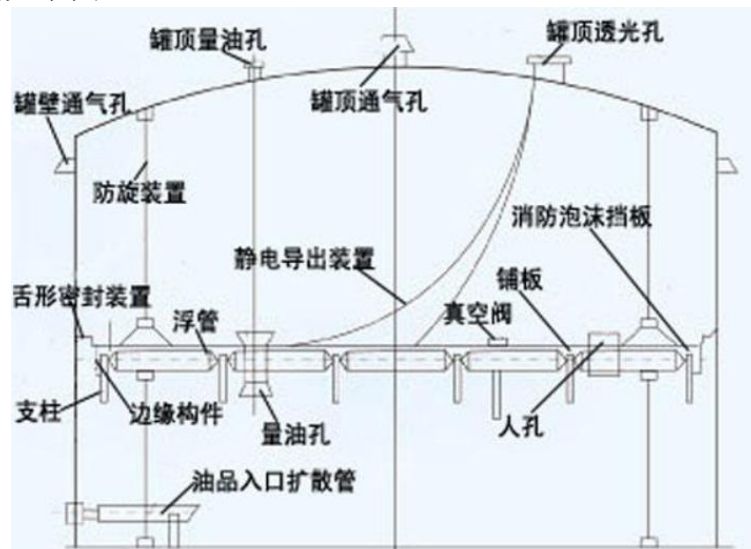 罐顶量油孔
罐顶透光孔
罐壁通气孔
罐顶通气孔
防旋装置
消防泡沫挡板
静电导出装置
铺板
舌形密封装置
浮管
真空阀
支柱
边缘构件
量油孔
人孔
油品入口扩散管